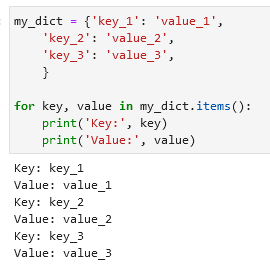 my_dict = {'key_1': 'value_1',
    'key_2': 'value_2',
    'key_3': 'value_3',
    }

for key, value in my_dict.items():
    print('Key:', key)
    print('Value:', value)
Key: key_1
Value: value_1
Key: key_2
Value: value_2
Key: key_3
Value: value_3